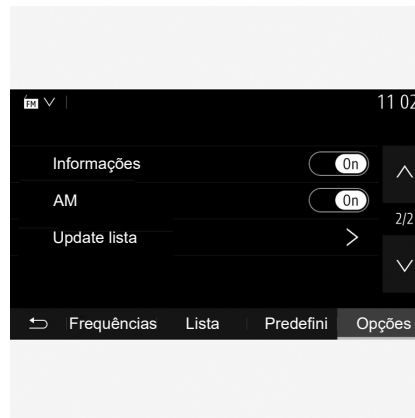 FM 11 02
Informações On
AM On
2/2
Update lista
Frequências Lista Predefini Opções